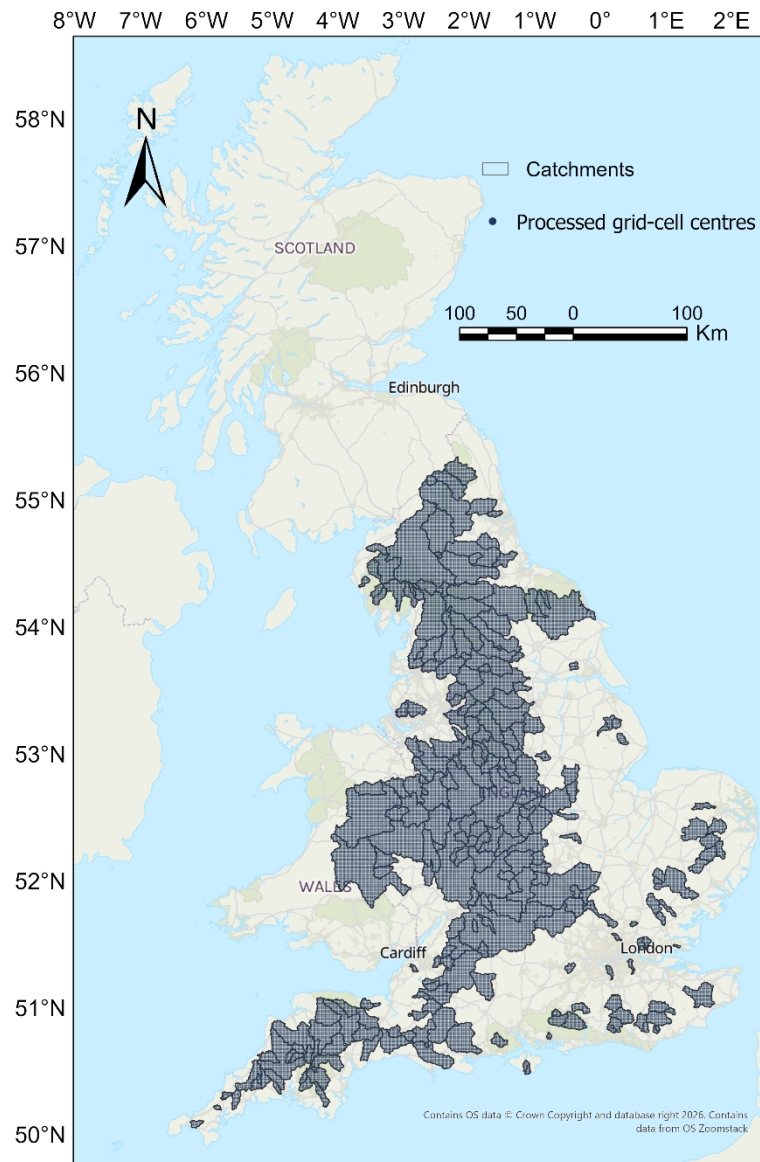 8°W 7°W 6°W 5°W 4°W 3°W 2°W 1°W 0° 1°E 2°E
58°N
N
Catchments
Processed grid-cell centres
57°N
SCOTLAND
100 50 0 100
Km
56°N
Edinburgh
55°N
54°N
53°N
ENGLAND
52°N
WALES
Cardiff
London
51°N
Contains OS data © Crown Copyright and database right 2026. Contains
data from OS Zoomstack
50°N